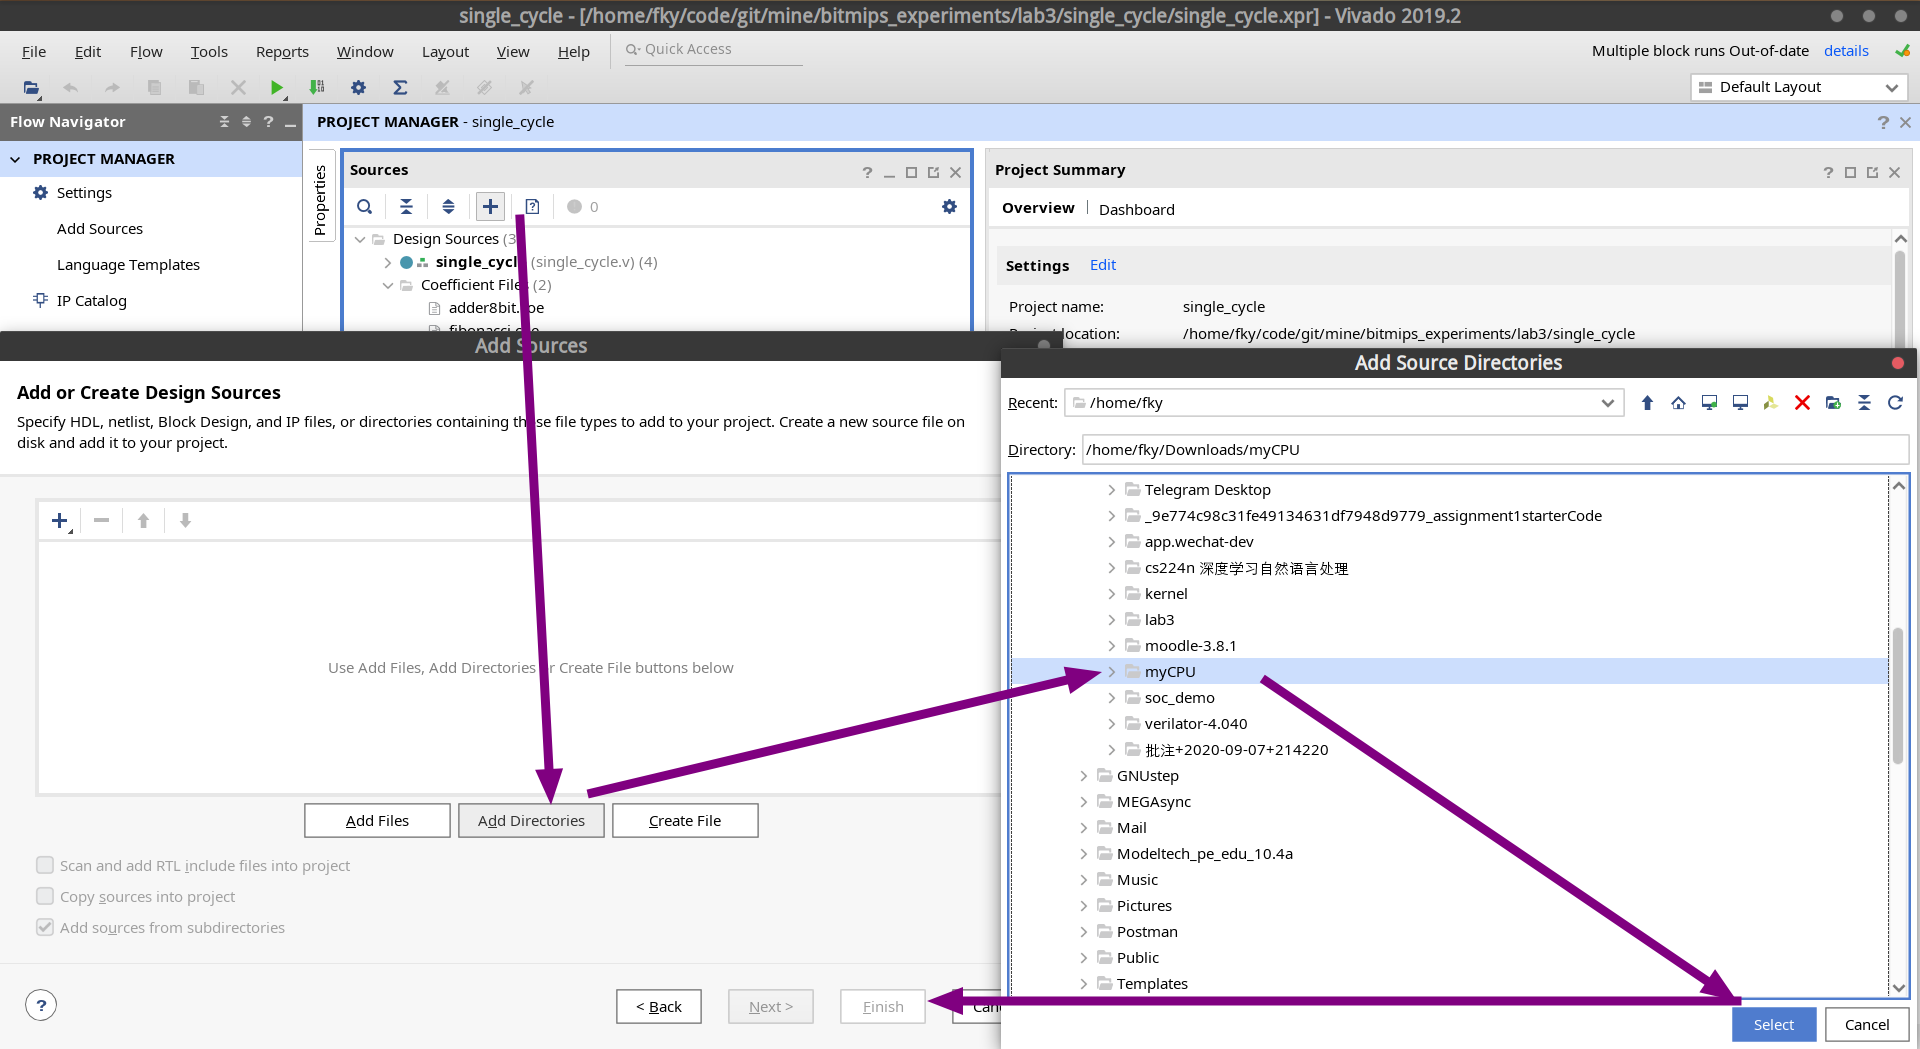 single_cycle - [/home/fky/code/git/mine/bitmips_experiments/lab3/single_cycle/single_cycle.xpr] - Vivado 2019.2
File Edit Flow Tools Reports Window Layout View Help Quick Access
Multiple block runs Out-of-date details
Default Layout
Flow Navigator
PROJECT MANAGER - single_cycle
PROJECT MANAGER
Settings
Add Sources
Language Templates
IP Catalog
Properties
Sources
0
Design Sources (3
single_cycl (single_cycle.v) (4)
Coefficient Files (2)
adder8bit.
Project Summary
Overview | Dashboard
Settings Edit
Project name: single_cycle
Project location: /home/fky/code/git/mine/bitmips_experiments/lab3/single_cycle
Add Sources
Add or Create Design Sources
Specify HDL, netlist, Block Design, and IP files, or directories containing those file types to add to your project. Create a new source file on
disk and add it to your project.
Use Add Files, Add Directories or Create File buttons below
Add Files
Add Directories
Create File
Scan and add RTL include files into project
Copy sources into project
Add sources from subdirectories
?
< Back
Next >
Finish
Canc
Add Source Directories
Recent: /home/fky
Directory: /home/fky/Downloads/myCPU
Telegram Desktop
_9e774c98c31fe49134631df7948d9779_assignment1starterCode
app.wechat-dev
cs224n 深度学习自然语言处理
kernel
lab3
moodle-3.8.1
myCPU
soc_demo
verilator-4.040
批注+2020-09-07+214220
GNUstep
MEGAsync
Mail
Modeltech_pe_edu_10.4a
Music
Pictures
Postman
Public
Templates
Select
Cancel